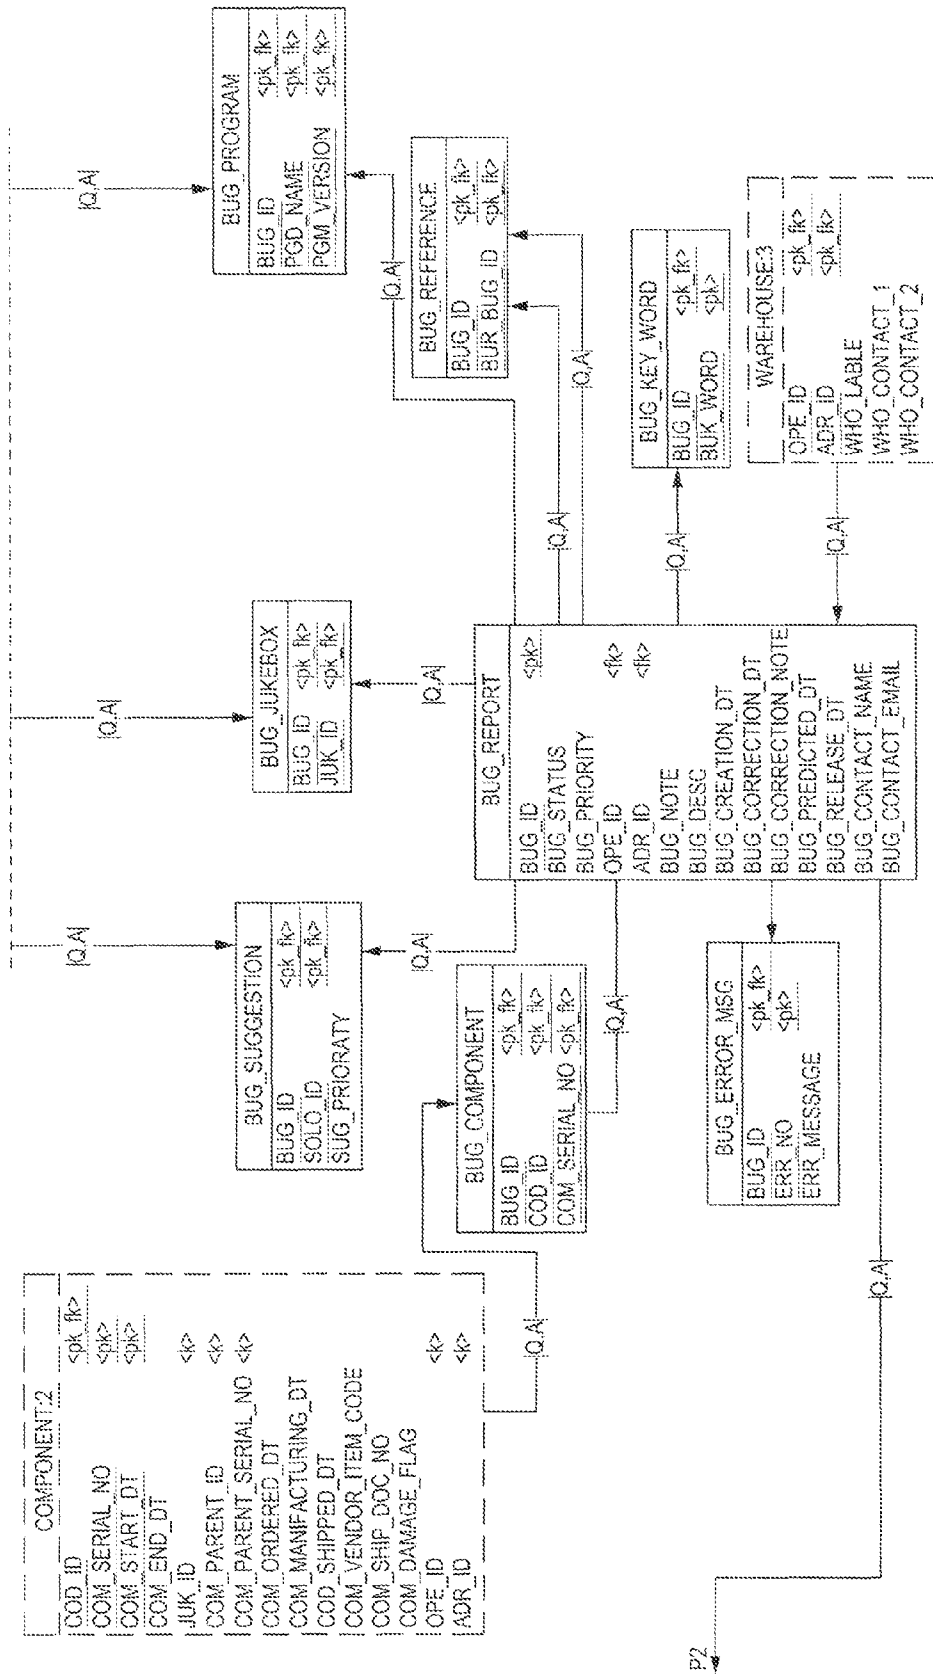 COMPONENT:2
COD_ID <pk_fk>
COM_SERIAL_NO <pk>
COM_START_DT <pk>
COM_END_DT
JUK_ID <k>
COM_PARENT_ID <k>
COM_PARENT_SERIAL_NO <k>
COM_ORDERED_DT
COM_MANIFACTURING_DT
COD_SHIPPED_DT
COM_VENDOR_ITEM_CODE
COM_SHIP_DOC_NO
COM_DAMAGE_FLAG
OPE_ID <k>
ADR_ID <k>
|Q,A|
BUG_SUGGESTION
BUG_ID <pk_fk>
SOLO_ID <pk_fk>
SUG_PRIORATY
|Q,A|
|Q,A|
BUG_JUKEBOX
BUG_ID <pk_fk>
JUK_ID <pk_fk>
|Q,A|
|Q,A|
BUG_PROGRAM
BUG_ID <pk_fk>
PGD_NAME <pk_fk>
PGM_VERSION <pk_fk>
|Q,A|
|Q,A|
BUG_REFERENCE
BUG_ID <pk_fk>
BUR_BUG_ID <pk_fk>
|Q,A|
|Q,A|
BUG_COMPONENT
BUG_ID <pk_fk>
COD_ID <pk_fk>
COM_SERIAL_NO <pk_fk>
|Q,A|
BUG_REPORT
BUG_ID <pk>
BUG_STATUS
BUG_PRIORITY
OPE_ID <fk>
ADR_ID <fk>
BUG_NOTE
BUG_DESC
BUG_CREATION_DT
BUG_CORRECTION_DT
BUG_CORRECTION_NOTE
BUG_PREDICTED_DT
BUG_RELEASE_DT
BUG_CONTACT_NAME
BUG_CONTACT_EMAIL
BUG_KEY_WORD
BUG_ID <pk_fk>
BUK_WORD <pk>
|Q,A|
BUG_ERROR_MSG
BUG_ID <pk_fk>
ERR_NO <pk>
ERR_MESSAGE
WAREHOUSE:3
OPE_ID <pk_fk>
ADR_ID <pk_fk>
WHO_LABLE
WHO_CONTACT_1
WHO_CONTACT_2
|Q,A|
|Q,A|
P2